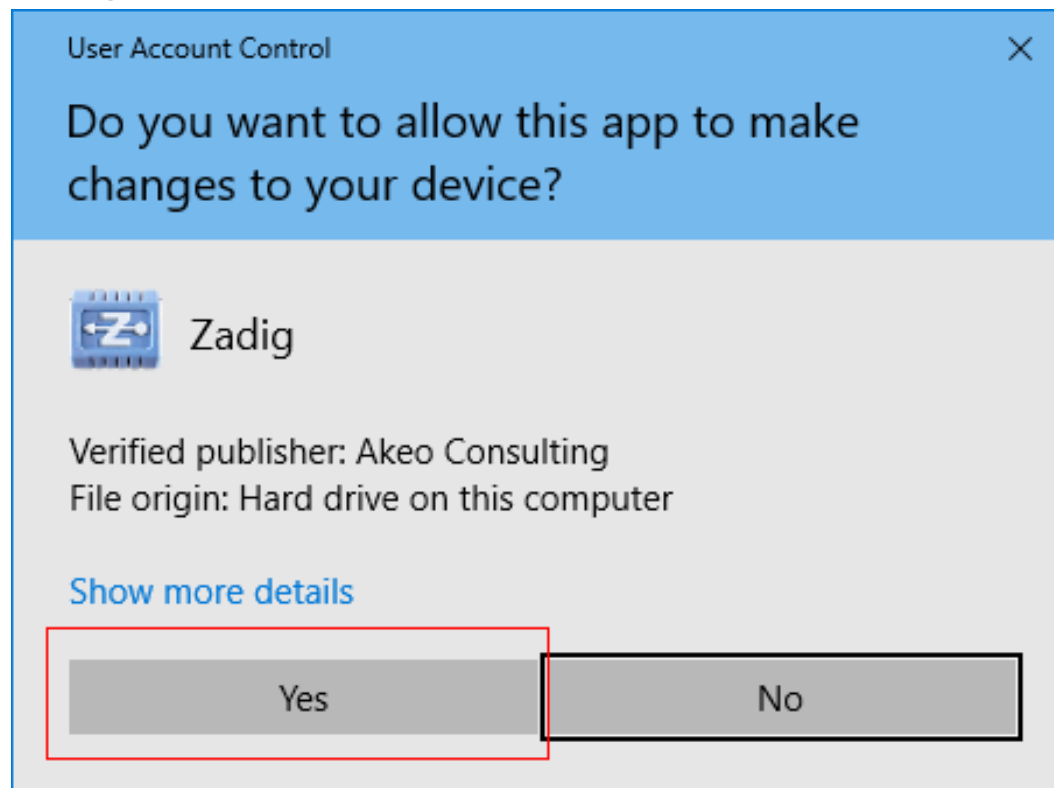 User Account Control
Do you want to allow this app to make
changes to your device?
Z
Zadig
Verified publisher: Akeo Consulting
File origin: Hard drive on this computer
Show more details
Yes
No